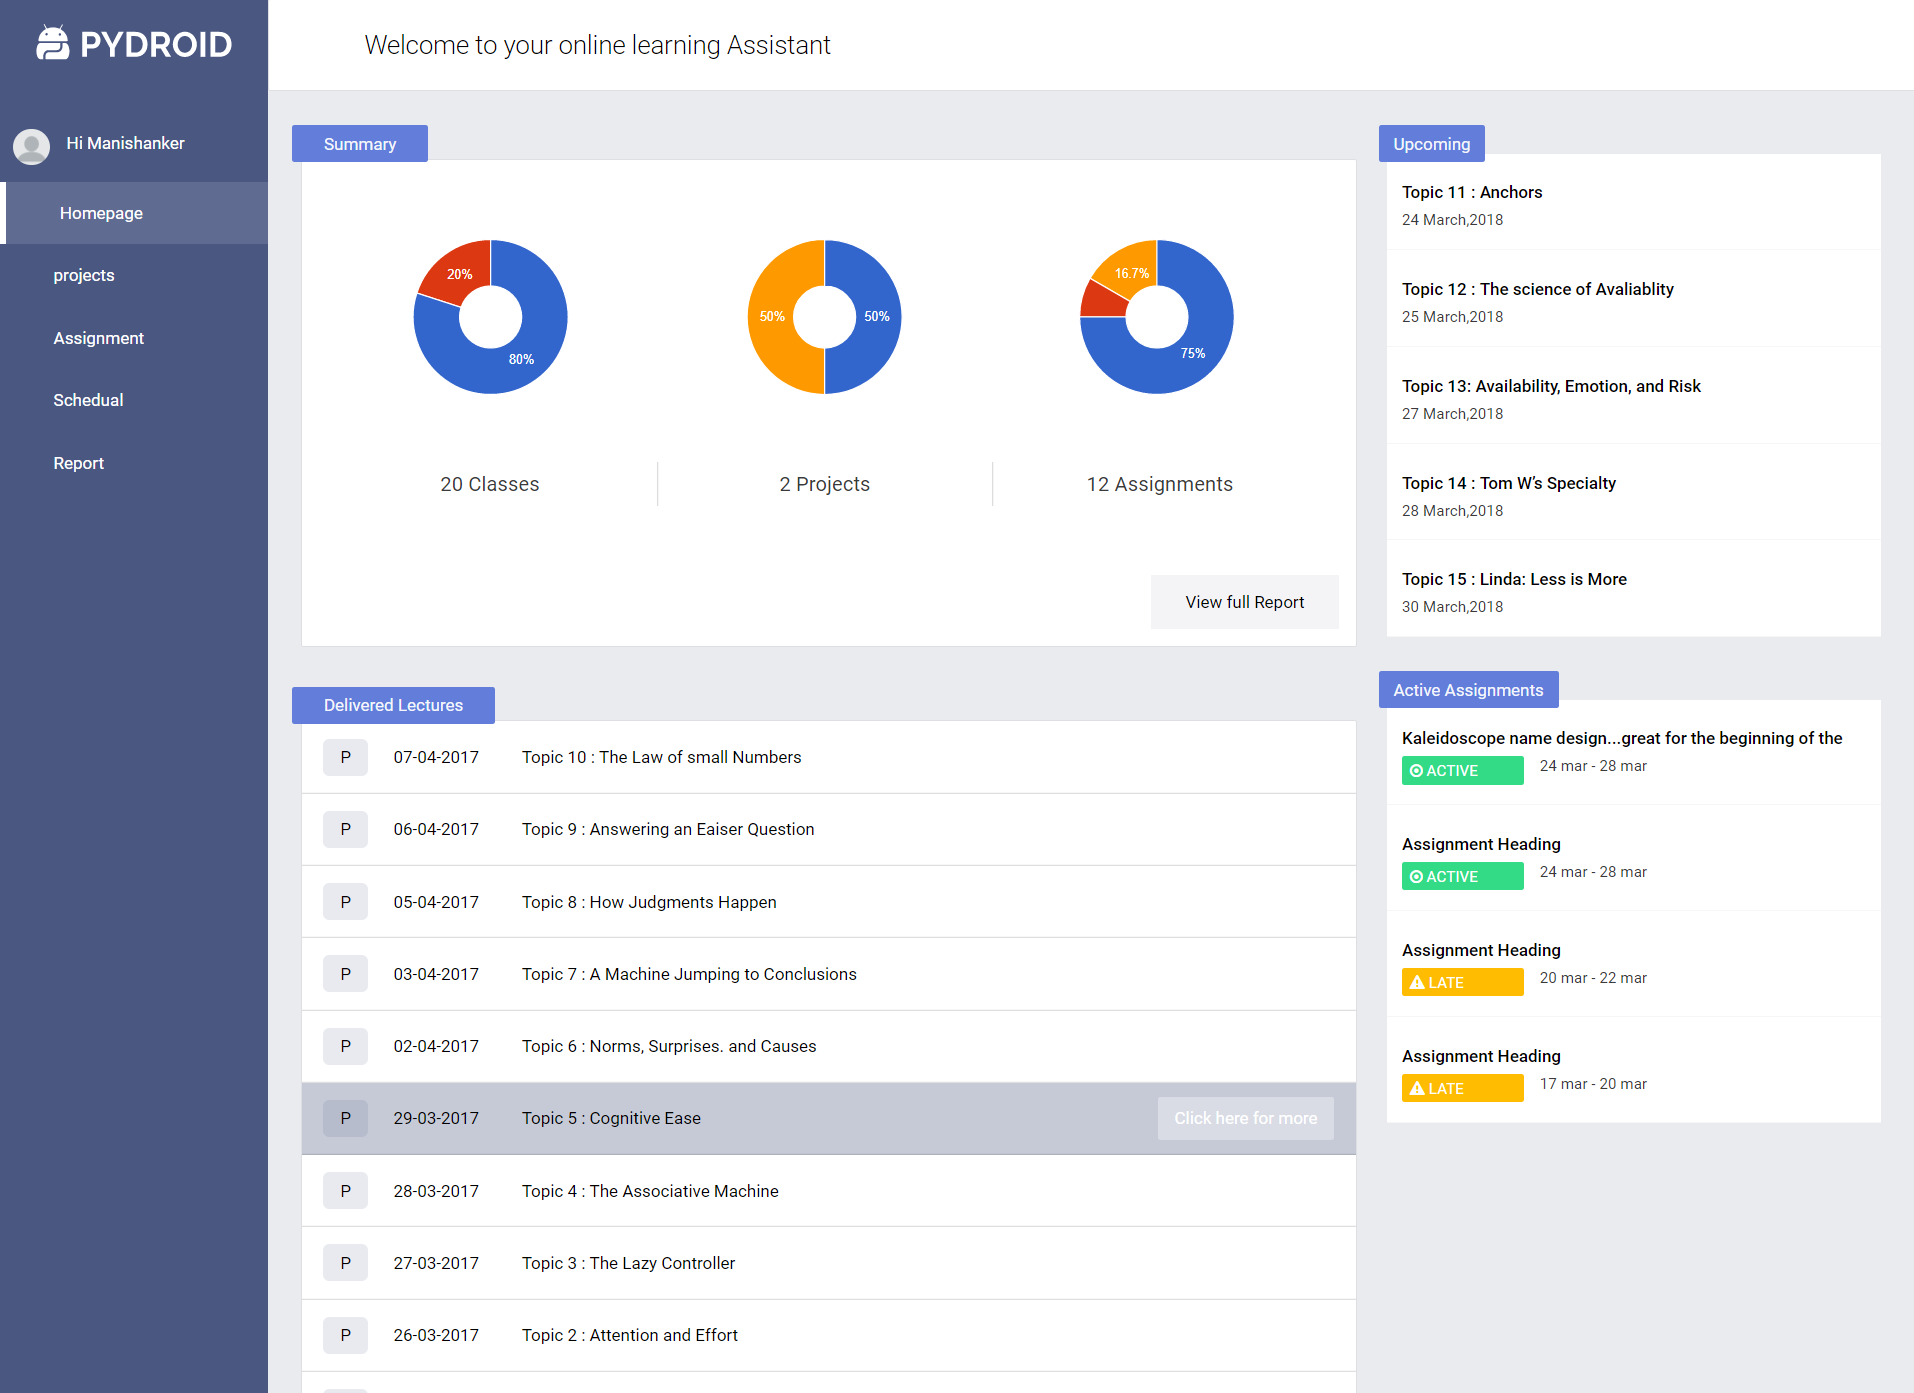 PYDROID
Hi Manishanker
Homepage
projects
Assignment
Schedual
Report
Welcome to your online learning Assistant
Summary
20%
80%
50%
50%
16.7%
75%
20 Classes
2 Projects
12 Assignments
View full Report
Delivered Lectures
P 07-04-2017 Topic 10 : The Law of small Numbers
P 06-04-2017 Topic 9 : Answering an Eaiser Question
P 05-04-2017 Topic 8 : How Judgments Happen
P 03-04-2017 Topic 7 : A Machine Jumping to Conclusions
P 02-04-2017 Topic 6 : Norms, Surprises. and Causes
P 29-03-2017 Topic 5 : Cognitive Ease Click here for more
P 28-03-2017 Topic 4 : The Associative Machine
P 27-03-2017 Topic 3 : The Lazy Controller
P 26-03-2017 Topic 2 : Attention and Effort
Upcoming
Topic 11 : Anchors
24 March,2018
Topic 12 : The science of Avaliablity
25 March,2018
Topic 13: Availability, Emotion, and Risk
27 March,2018
Topic 14 : Tom W’s Specialty
28 March,2018
Topic 15 : Linda: Less is More
30 March,2018
Active Assignments
Kaleidoscope name design...great for the beginning of the
ACTIVE 24 mar - 28 mar
Assignment Heading
ACTIVE 24 mar - 28 mar
Assignment Heading
LATE 20 mar - 22 mar
Assignment Heading
LATE 17 mar - 20 mar